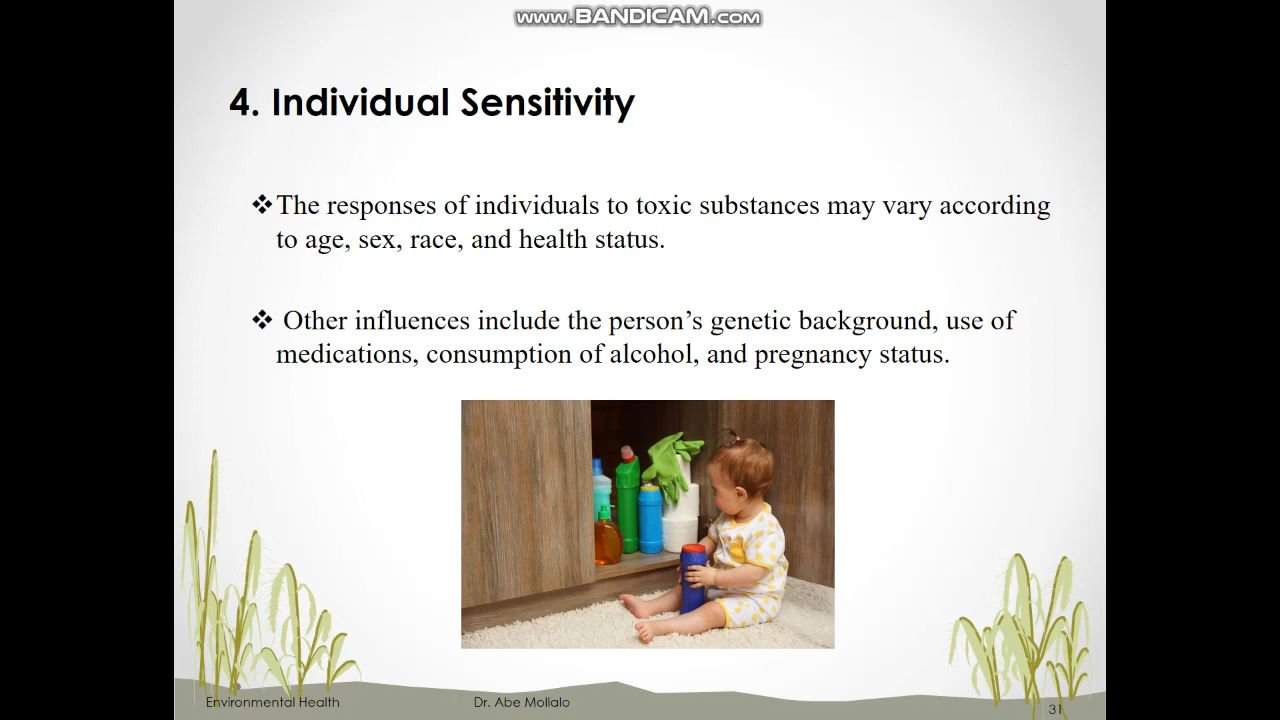 www.BANDICAM.com
4. Individual Sensitivity
❖The responses of individuals to toxic substances may vary according
to age, sex, race, and health status.
❖ Other influences include the person’s genetic background, use of
medications, consumption of alcohol, and pregnancy status.
Environmental Health
Dr. Abe Mollalo
31